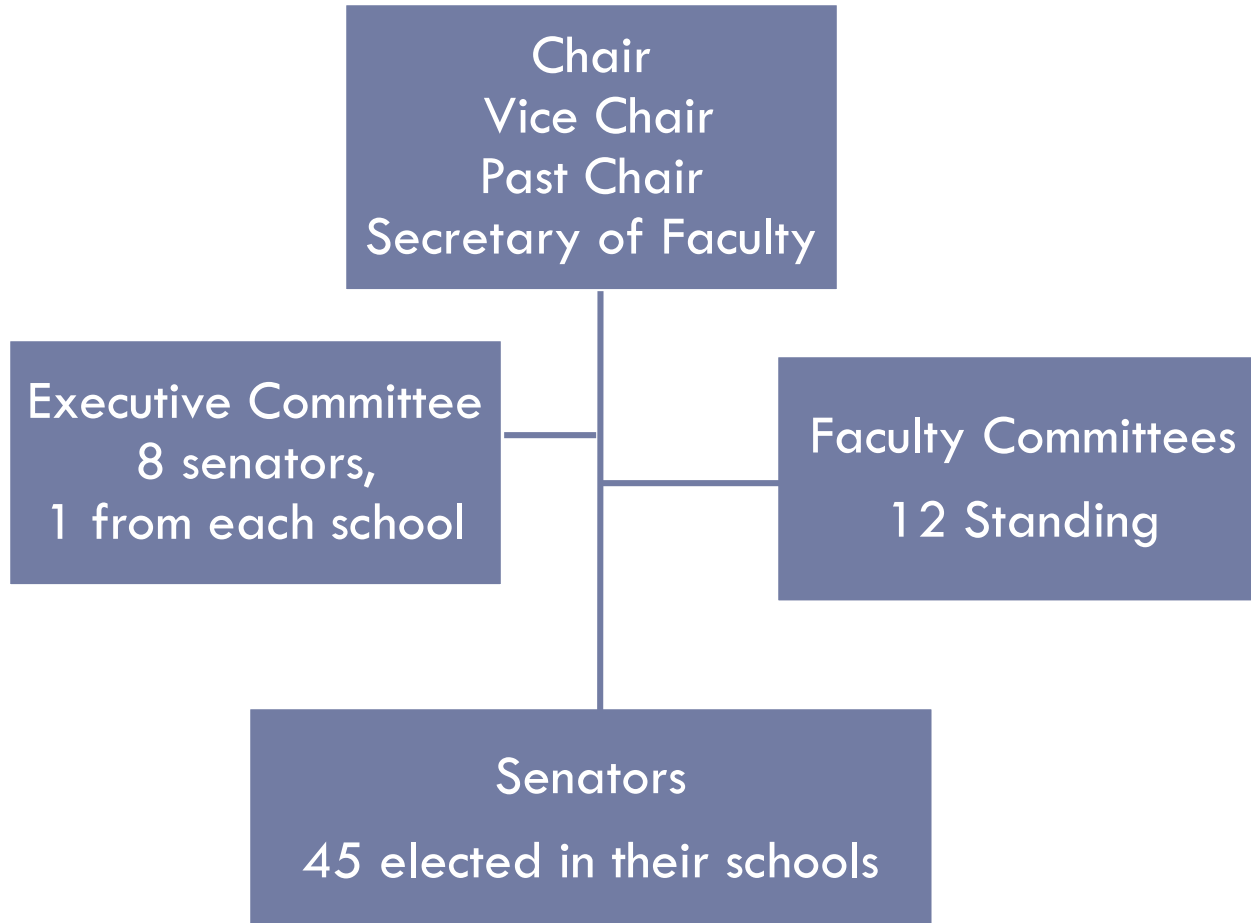 Chair
Vice Chair
Past Chair
Secretary of Faculty
Executive Committee
8 senators,
1 from each school
Faculty Committees
12 Standing
Senators
45 elected in their schools